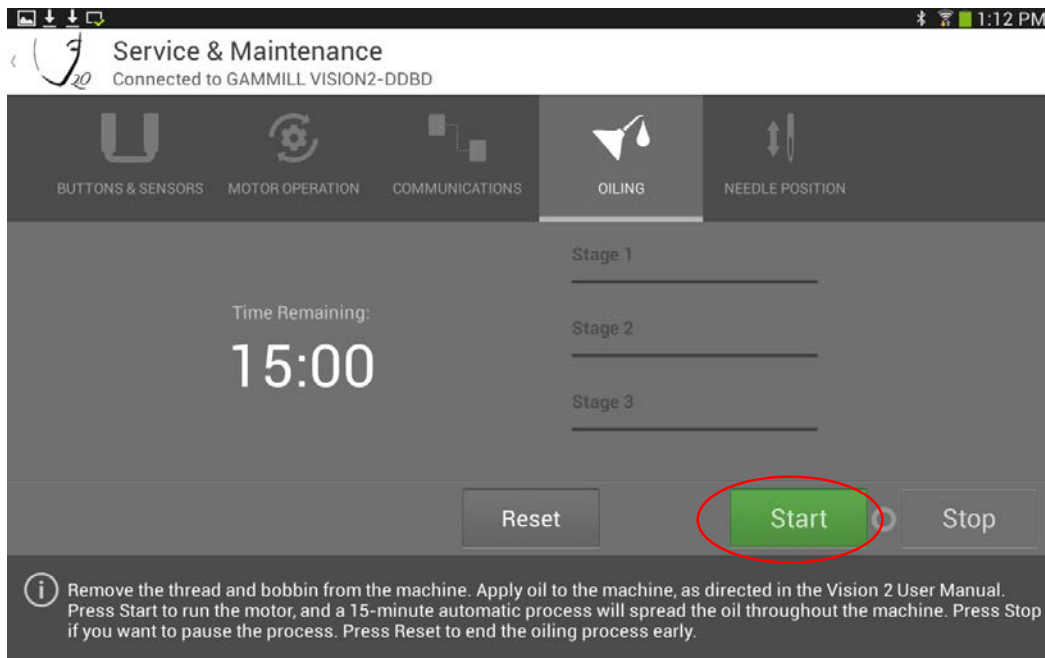 1:12 PM
20
Service & Maintenance
Connected to GAMMILL VISION2-DDBD
BUTTONS & SENSORS
MOTOR OPERATION
COMMUNICATIONS
OILING
NEEDLE POSITION
Stage 1
Time Remaining:
Stage 2
15:00
Stage 3
Reset
Start
Stop
Remove the thread and bobbin from the machine. Apply oil to the machine, as directed in the Vision 2 User Manual.
Press Start to run the motor, and a 15-minute automatic process will spread the oil throughout the machine. Press Stop
if you want to pause the process. Press Reset to end the oiling process early.